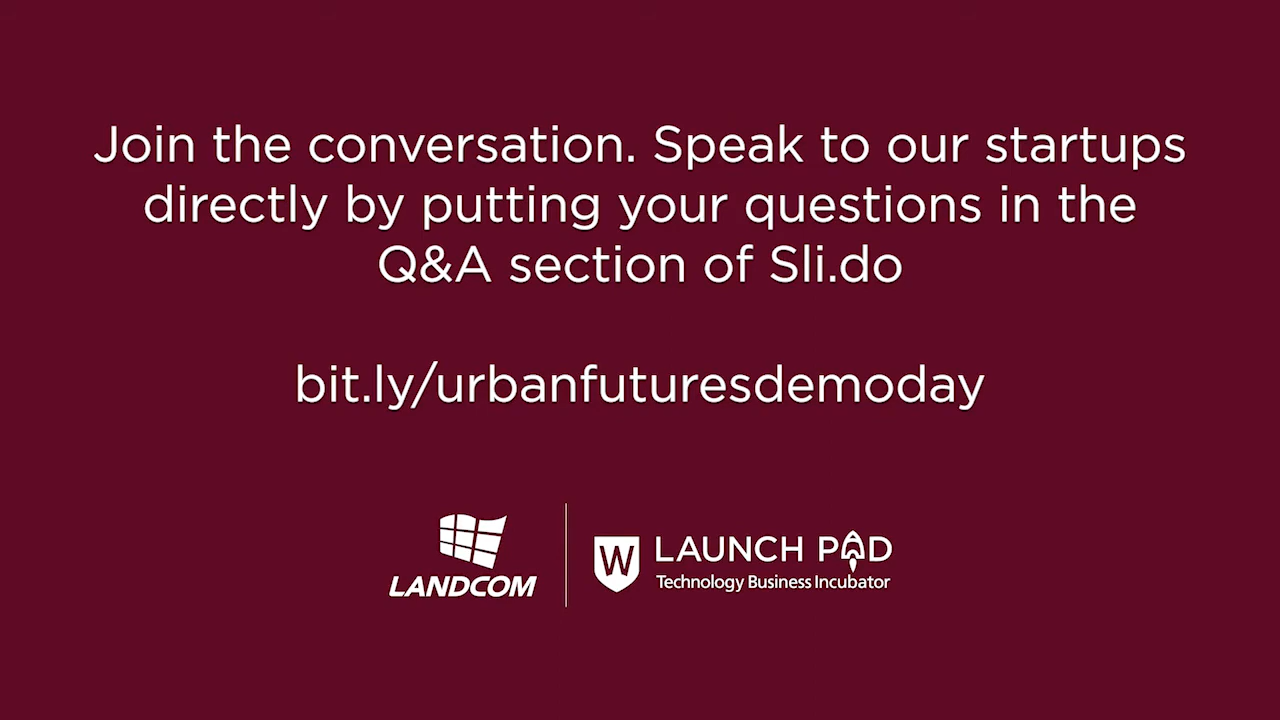 Join the conversation. Speak to our startups
directly by putting your questions in the
Q&A section of Sli.do
bit.ly/urbanfuturesdemoday
LANDCOM
W LAUNCH PAD
Technology Business Incubator